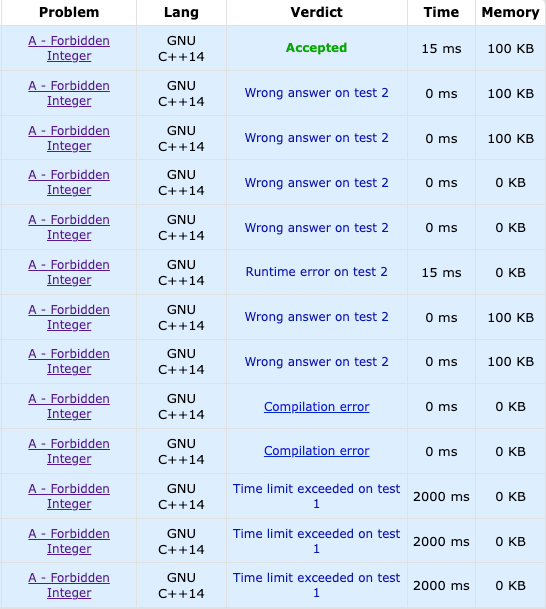 Problem Lang Verdict Time Memory
A - Forbidden Integer GNU C++14 Accepted 15 ms 100 KB
A - Forbidden Integer GNU C++14 Wrong answer on test 2 0 ms 100 KB
A - Forbidden Integer GNU C++14 Wrong answer on test 2 0 ms 100 KB
A - Forbidden Integer GNU C++14 Wrong answer on test 2 0 ms 0 KB
A - Forbidden Integer GNU C++14 Wrong answer on test 2 0 ms 0 KB
A - Forbidden Integer GNU C++14 Runtime error on test 2 15 ms 0 KB
A - Forbidden Integer GNU C++14 Wrong answer on test 2 0 ms 100 KB
A - Forbidden Integer GNU C++14 Wrong answer on test 2 0 ms 100 KB
A - Forbidden Integer GNU C++14 Compilation error 0 ms 0 KB
A - Forbidden Integer GNU C++14 Compilation error 0 ms 0 KB
A - Forbidden Integer GNU C++14 Time limit exceeded on test 1 2000 ms 0 KB
A - Forbidden Integer GNU C++14 Time limit exceeded on test 1 2000 ms 0 KB
A - Forbidden Integer GNU C++14 Time limit exceeded on test 1 2000 ms 0 KB